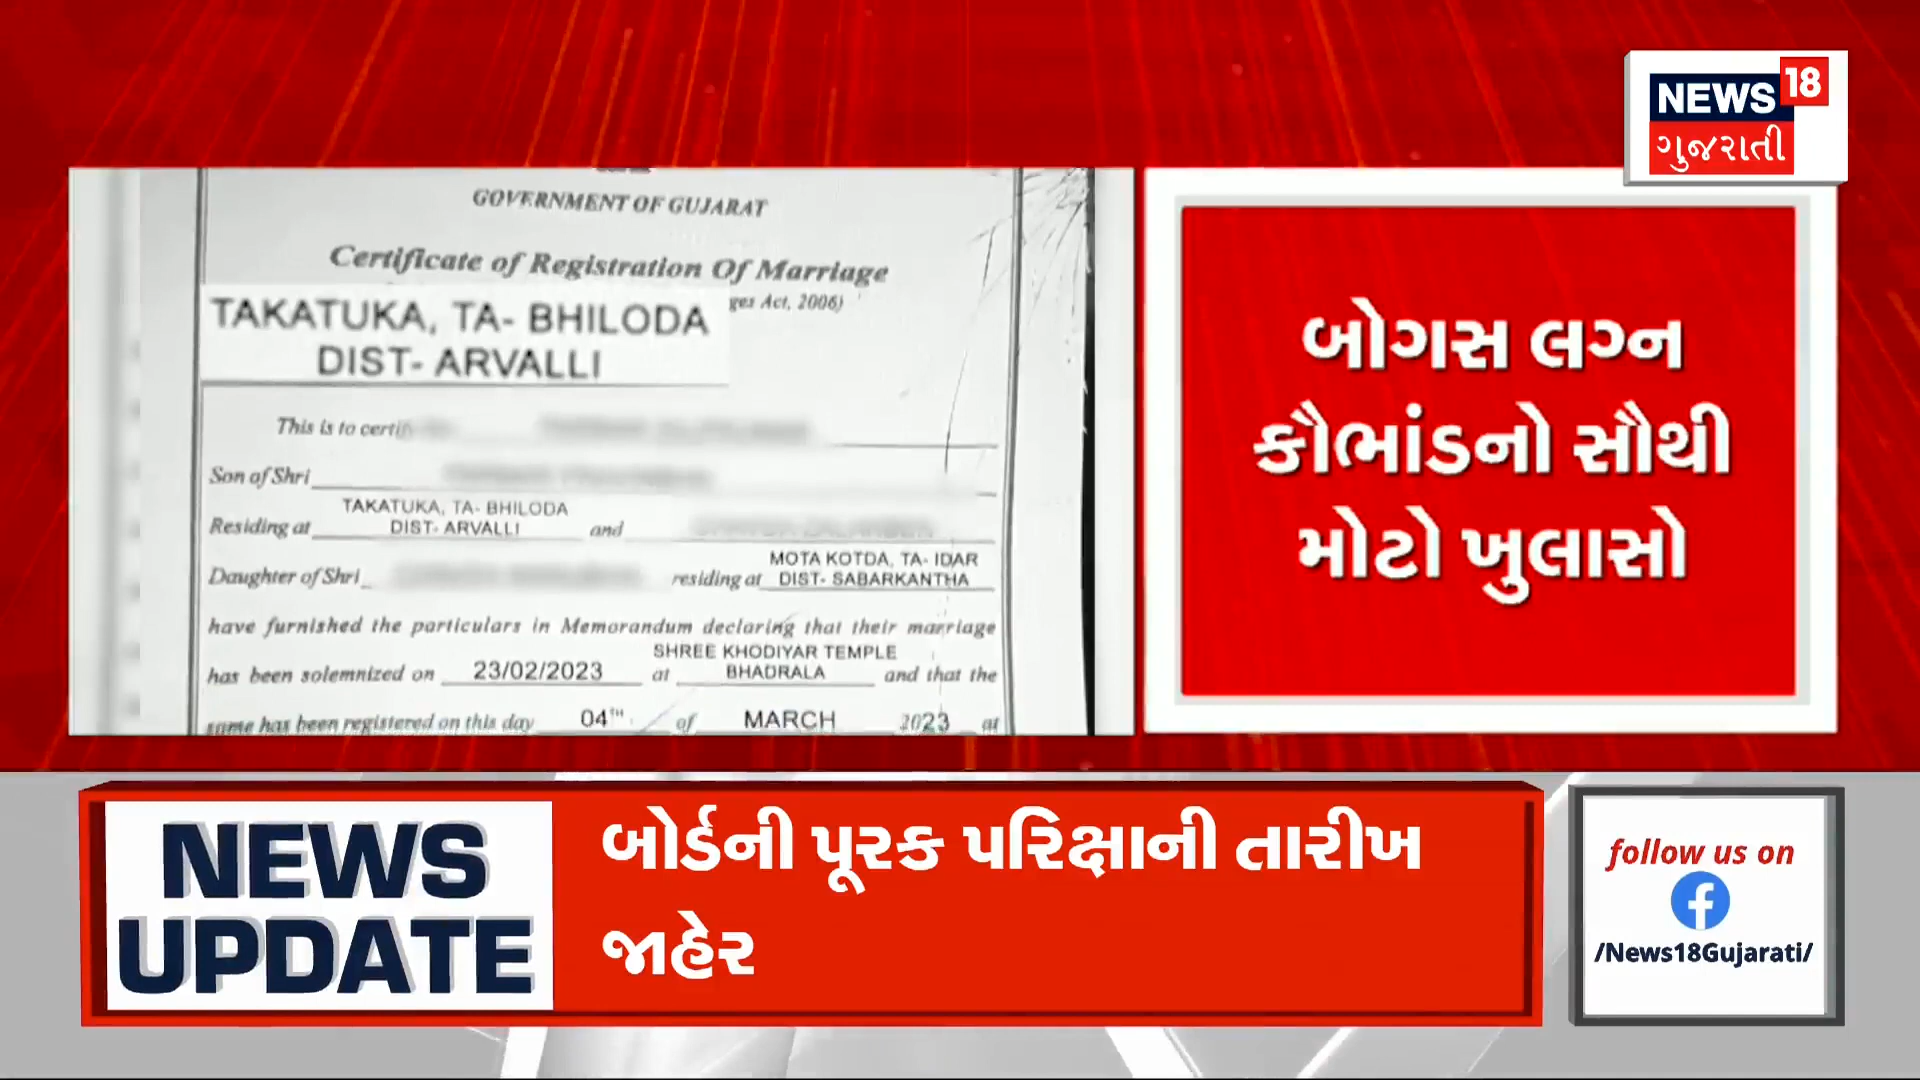 NEWS 18
ગુજરાતી
GOVERNMENT OF GUJARAT
Certificate of Registration Of Marriage
ges Act, 2006)
TAKATUKA, TA- BHILODA
DIST- ARVALLI
This is to certi
Son of Shri
TAKATUKA, TA- BHILODA
Residing at DIST- ARVALLI and
MOTA KOTDA, TA- IDAR
Daughter of Shri residing at DIST- SABARKANTHA
have furnished the particulars in Memorandum declaring that their marriage
SHREE KHODIYAR TEMPLE
has been solemnized on 23/02/2023 at BHADRALA and that the
same has been registered on this day 04TH of MARCH 2023 at
બોગસ લગ્ન
કૌભાંડનો સૌથી
મોટો ખુલાસો
NEWS
UPDATE
બોર્ડની પૂરક પરિક્ષાની તારીખ
જાહેર
follow us on
/News18Gujarati/